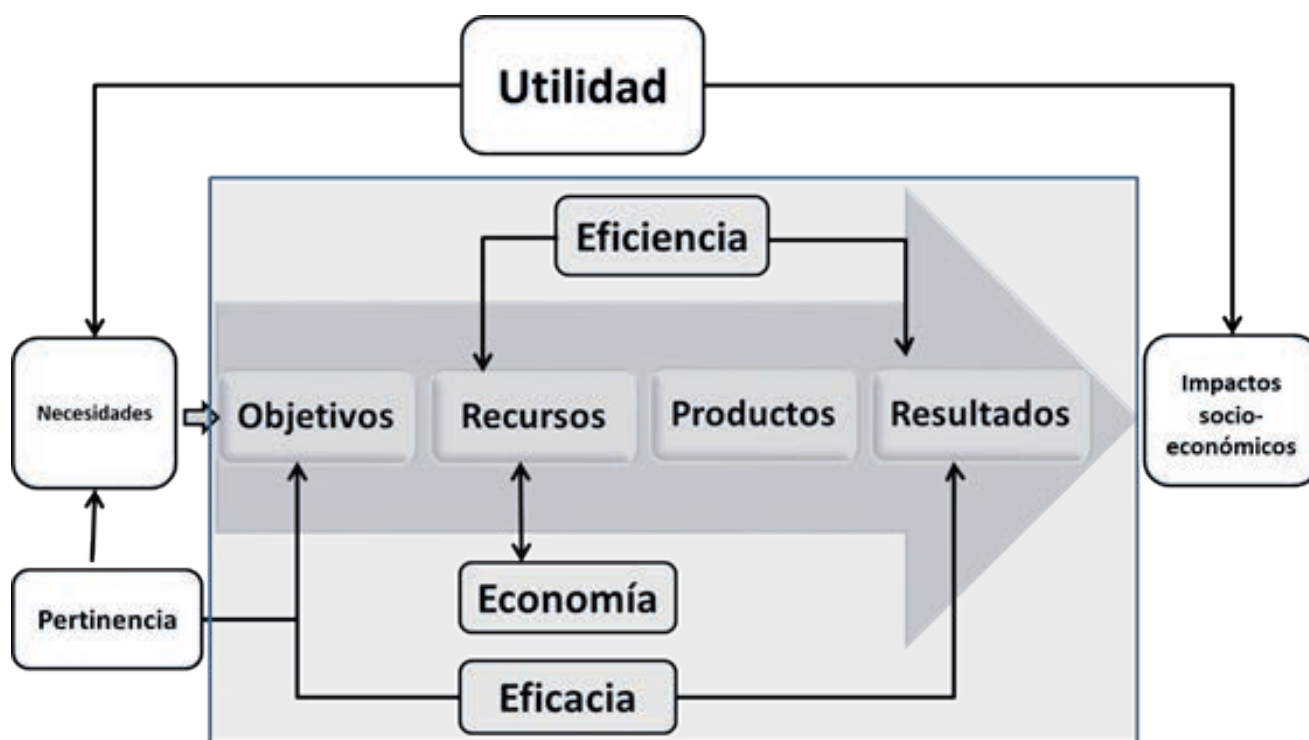 Utilidad
Eficiencia
Necesidades
Objetivos
Recursos
Productos
Resultados
Impactos
socio-
económicos
Pertinencia
Economía
Eficacia